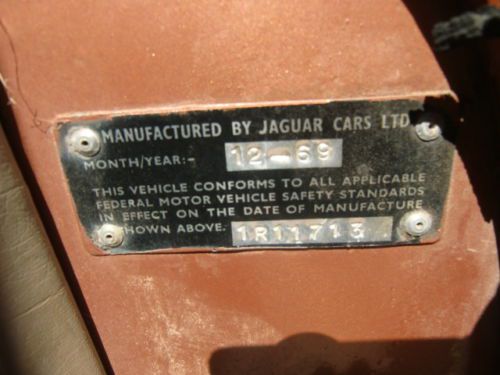 MANUFACTURED BY JAGUAR CARS LTD
MONTH/YEAR:- 12-69
THIS VEHICLE CONFORMS TO ALL APPLICABLE
FEDERAL MOTOR VEHICLE SAFETY STANDARDS
IN EFFECT ON THE DATE OF MANUFACTURE
SHOWN ABOVE. 1R11713